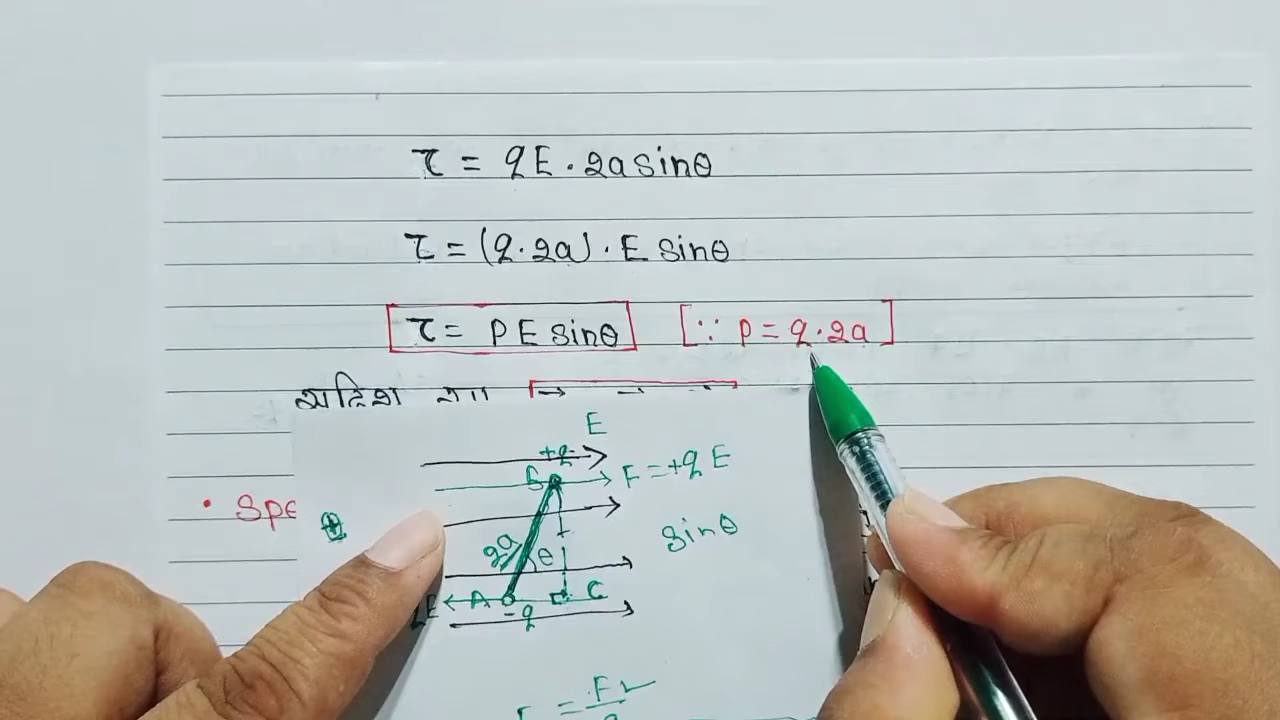 τ = qE · 2a sinθ
τ = (q · 2a) · E sinθ
τ = PE sinθ [∵ P = q · 2a]
E
+q
F = +qE
sinθ
2a
θ
A
C
-q